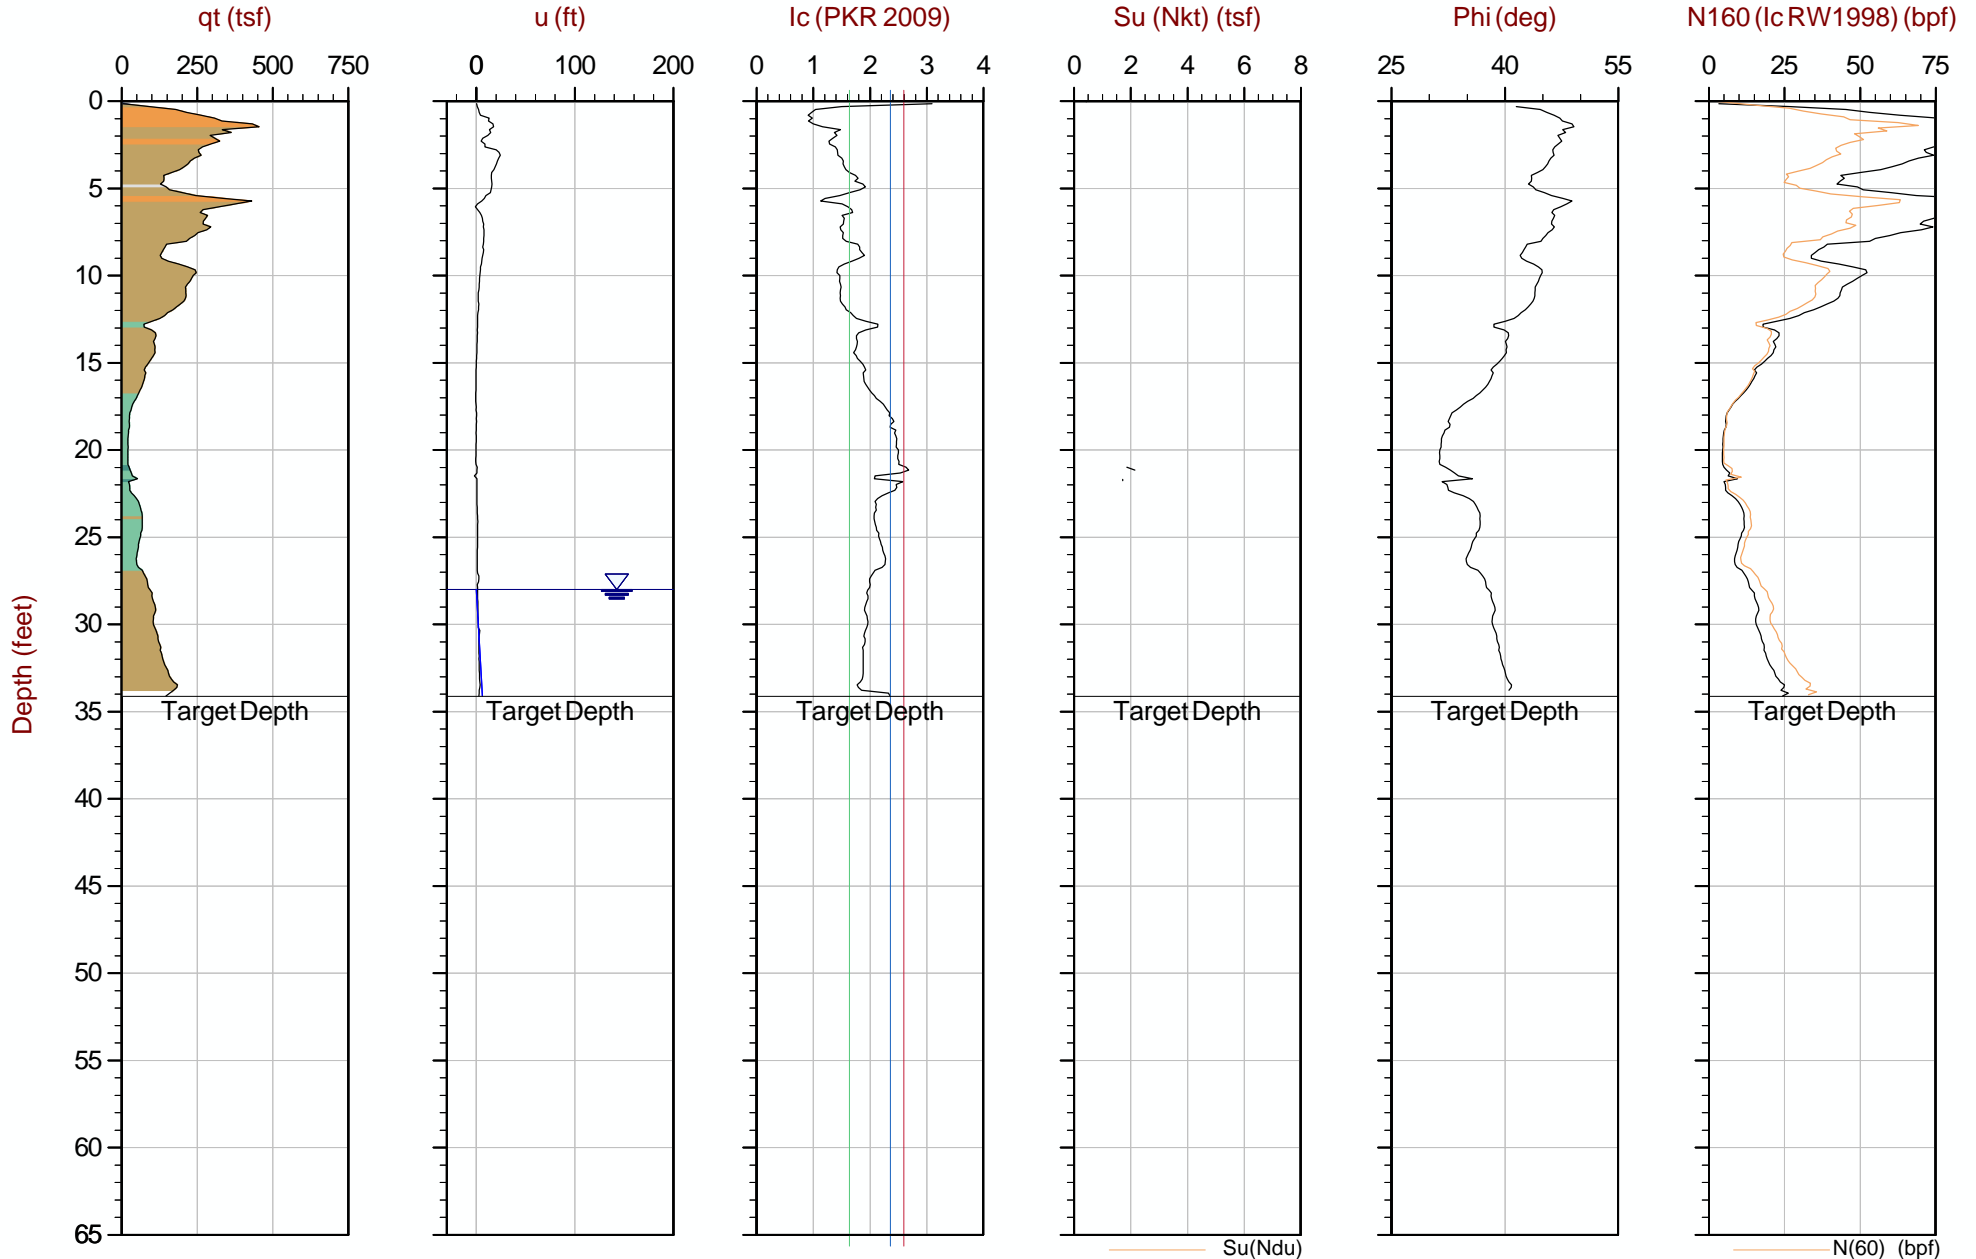 qt (tsf) u (ft) Ic (PKR 2009) Su (Nkt) (tsf) Phi (deg) N160 (Ic RW1998) (bpf)
0 250 500 750 0 100 200 0 1 2 3 4 0 2 4 6 8 25 40 55 0 25 50 75
0
5
10
15
20
25
30
Target Depth Target Depth Target Depth Target Depth Target Depth Target Depth
35
40
45
50
55
60
65
Depth (feet)
Su(Ndu) N(60) (bpf)